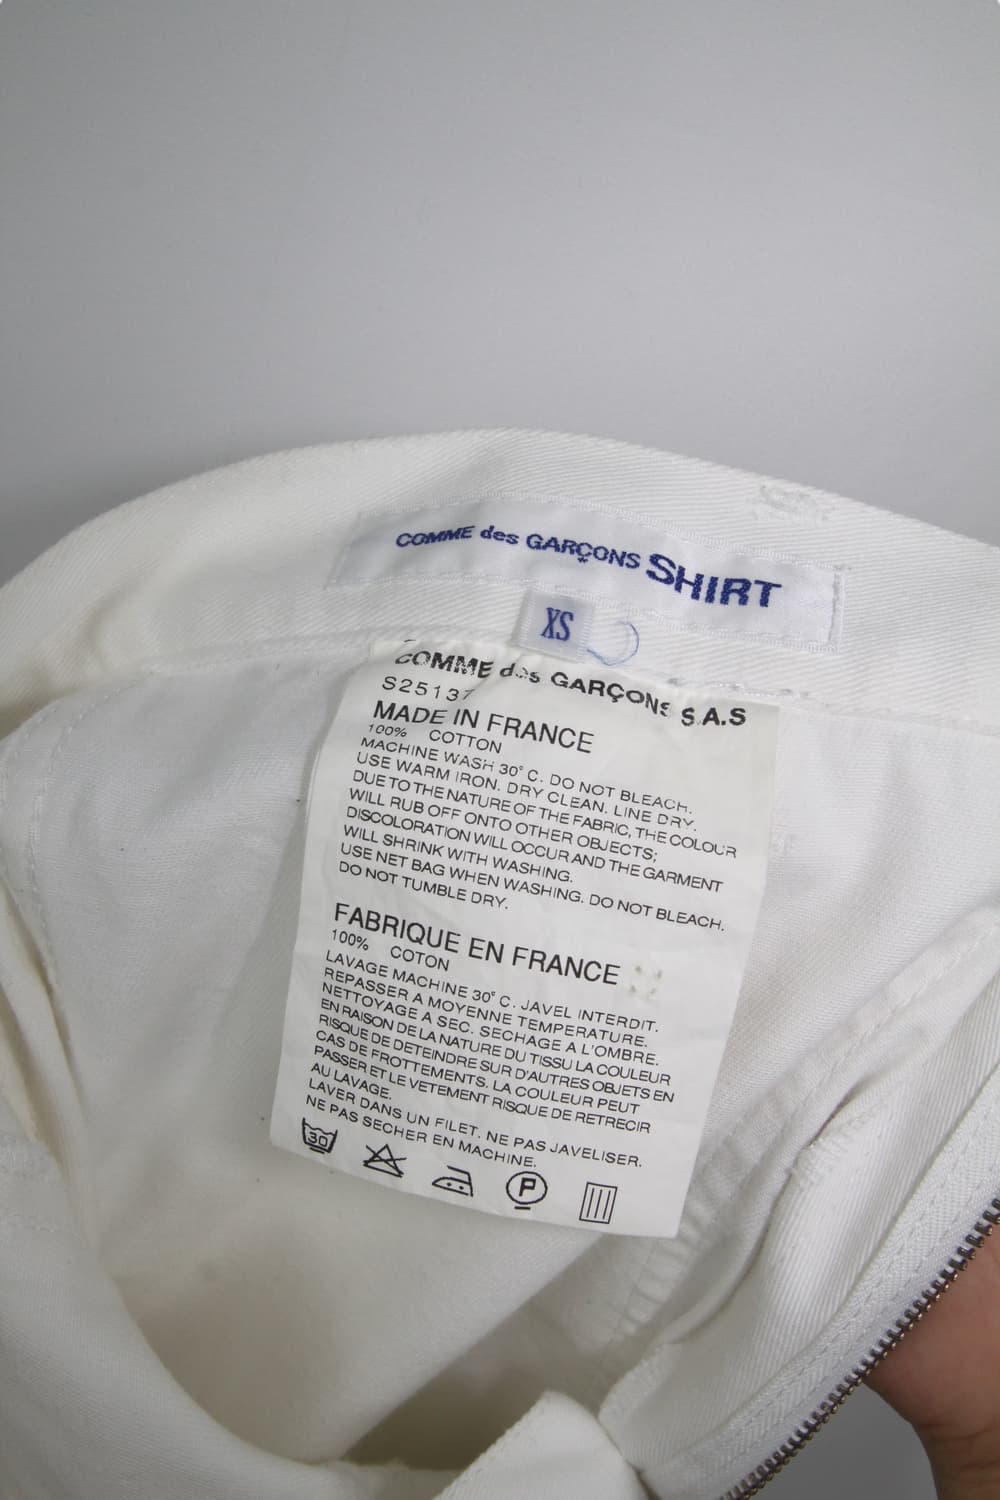 COMME des GARÇONS SHIRT
XS
COMME des GARÇONS S.A.S
S25137
MADE IN FRANCE
100% COTTON
MACHINE WASH 30° C. DO NOT BLEACH.
USE WARM IRON. DRY CLEAN. LINE DRY.
DUE TO THE NATURE OF THE FABRIC, THE COLOUR
WILL RUB OFF ONTO OTHER OBJECTS;
DISCOLORATION WILL OCCUR AND THE GARMENT
WILL SHRINK WITH WASHING.
USE NET BAG WHEN WASHING. DO NOT BLEACH.
DO NOT TUMBLE DRY.
FABRIQUE EN FRANCE
100% COTON
LAVAGE MACHINE 30° C. JAVEL INTERDIT.
REPASSER A MOYENNE TEMPERATURE.
NETTOYAGE A SEC. SECHAGE A L'OMBRE.
EN RAISON DE LA NATURE DU TISSU LA COULEUR
RISQUE DE DETEINDRE SUR D'AUTRES OBJETS EN
CAS DE FROTTEMENTS. LA COULEUR PEUT
PASSER ET LE VETEMENT RISQUE DE RETRECIR
AU LAVAGE.
LAVER DANS UN FILET. NE PAS JAVELISER.
NE PAS SECHER EN MACHINE.
30 P